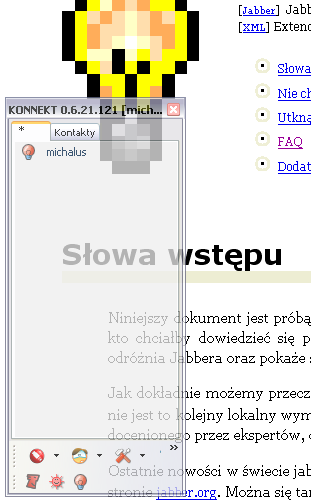 [Jabber] Jabb
[XML] Extenc
Słowa
Nie ch
Utkną
FAQ
Dodat
KONNEKT 0.6.21.121 [mich...
* Kontakty
michalus
Słowa wstępu
Niniejszy dokument jest próbą
kto chciałby dowiedzieć się p
odróżnia Jabbera oraz pokaże s
Jak dokładnie możemy przecz
nie jest to kolejny lokalny wym
docenionego przez ekspertów, o
Ostatnie nowości w świecie jab
stronie jabber.org. Można się tam